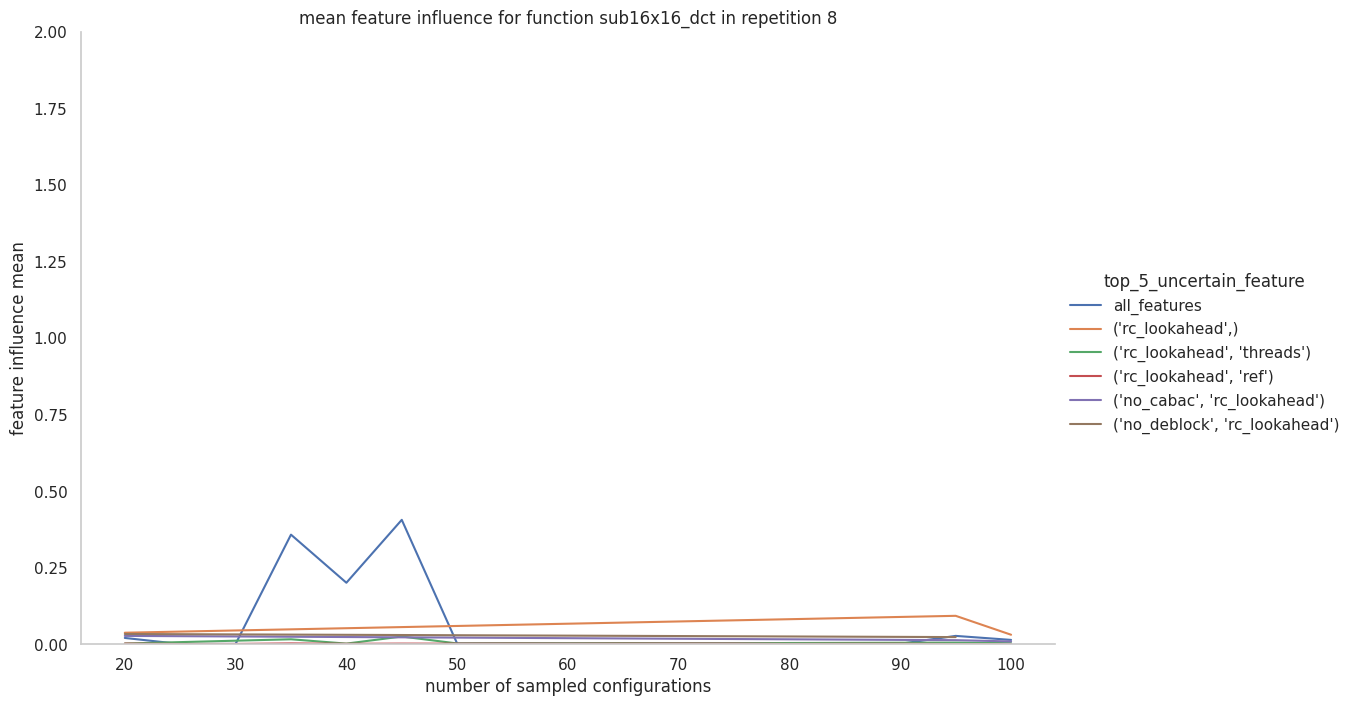 mean feature influence for function sub16x16_dct in repetition 8
2.00
1.75
1.50
1.25
1.00
0.75
0.50
0.25
0.00
feature influence mean
20 30 40 50 60 70 80 90 100
number of sampled configurations
top_5_uncertain_feature
all_features
('rc_lookahead',)
('rc_lookahead', 'threads')
('rc_lookahead', 'ref')
('no_cabac', 'rc_lookahead')
('no_deblock', 'rc_lookahead')